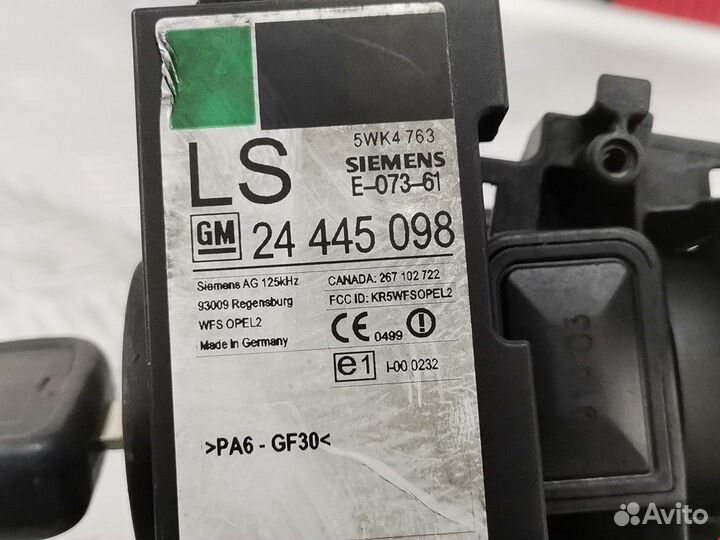 5WK4 763
LS
SIEMENS
E-073-61
GM 24 445 098
Siemens AG 125kHz
93009 Regensburg
WFS OPEL2
Made in Germany
CANADA: 267 102 722
FCC ID: KR5WFSOPEL2
CE 0499
e1 I-00 0232
>PA6 - GF30<
Avito